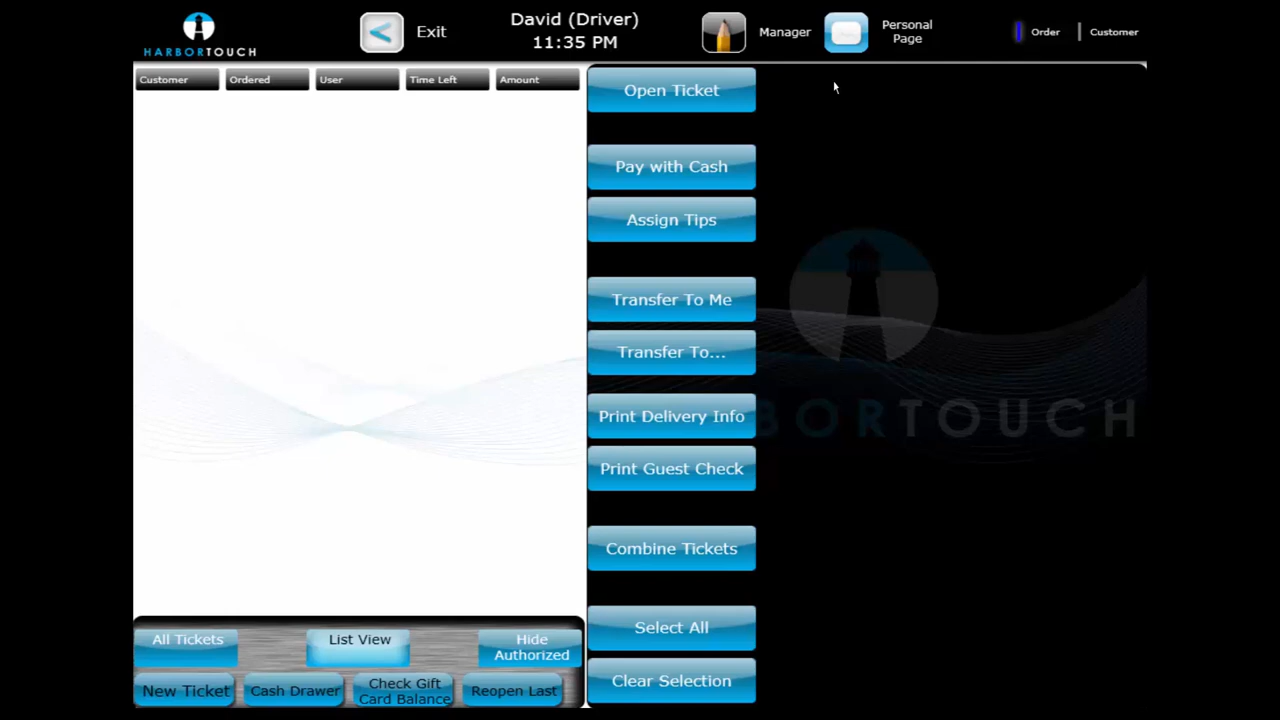 HARBORTOUCH
Exit
David (Driver)
11:35 PM
Manager
Personal
Page
Order
Customer
Customer
Ordered
User
Time Left
Amount
Open Ticket
Pay with Cash
Assign Tips
Transfer To Me
Transfer To...
Print Delivery Info
Print Guest Check
Combine Tickets
Select All
Clear Selection
BORTOUCH
All Tickets
List View
Hide
Authorized
New Ticket
Cash Drawer
Check Gift
Card Balance
Reopen Last